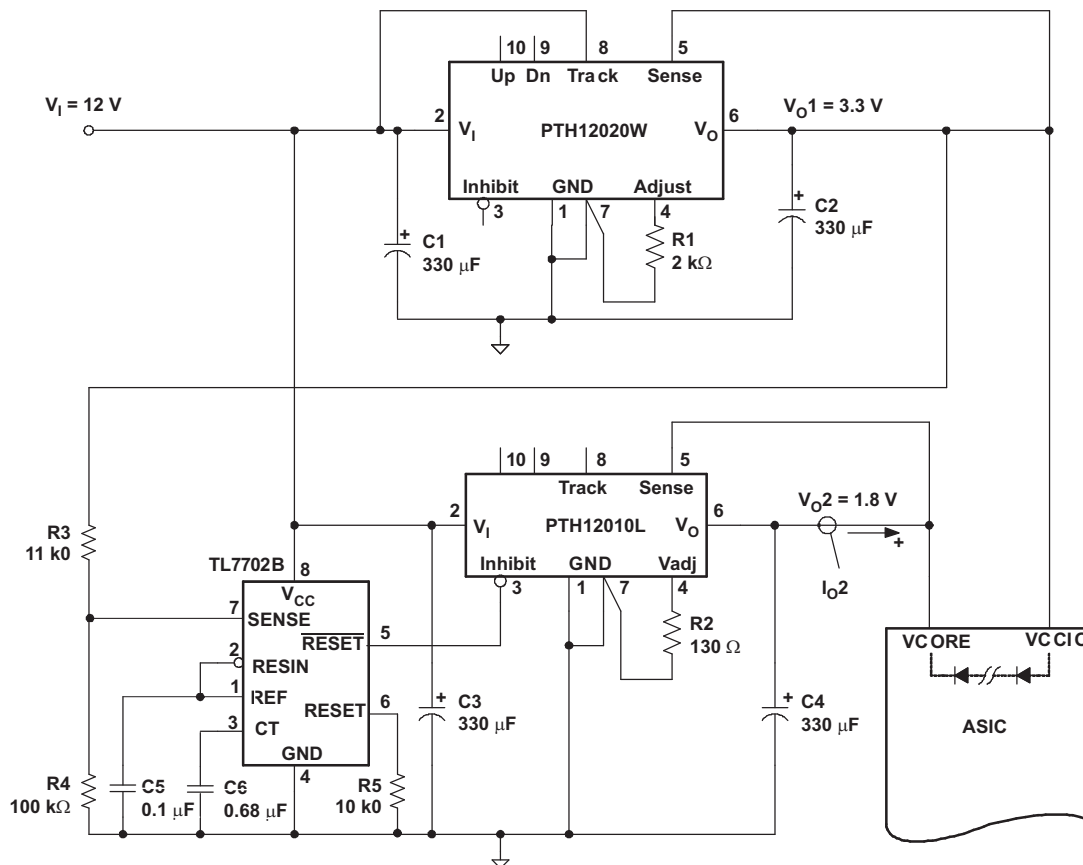 10 9 8 5
Up Dn Track Sense
V_I = 12 V
2 V_I PTH12020W V_O 6
V_O1 = 3.3 V
Inhibit GND Adjust
3 1 7 4
+ C1
330 μF
R1
2 kΩ
+ C2
330 μF
10 9 8 5
Track Sense
2 V_I PTH12010L V_O 6
V_O2 = 1.8 V
+
I_O2
Inhibit GND Vadj
3 1 7 4
R2
130 Ω
R3
11 k0
TL7702B
8
V_CC
7 SENSE
RESET 5
2 RESIN
1 IREF
RESET 6
3 CT
GND
4
+ C3
330 μF
+ C4
330 μF
R4
100 kΩ
C5
0.1 μF
C6
0.68 μF
R5
10 k0
VCORE VCCIO
ASIC